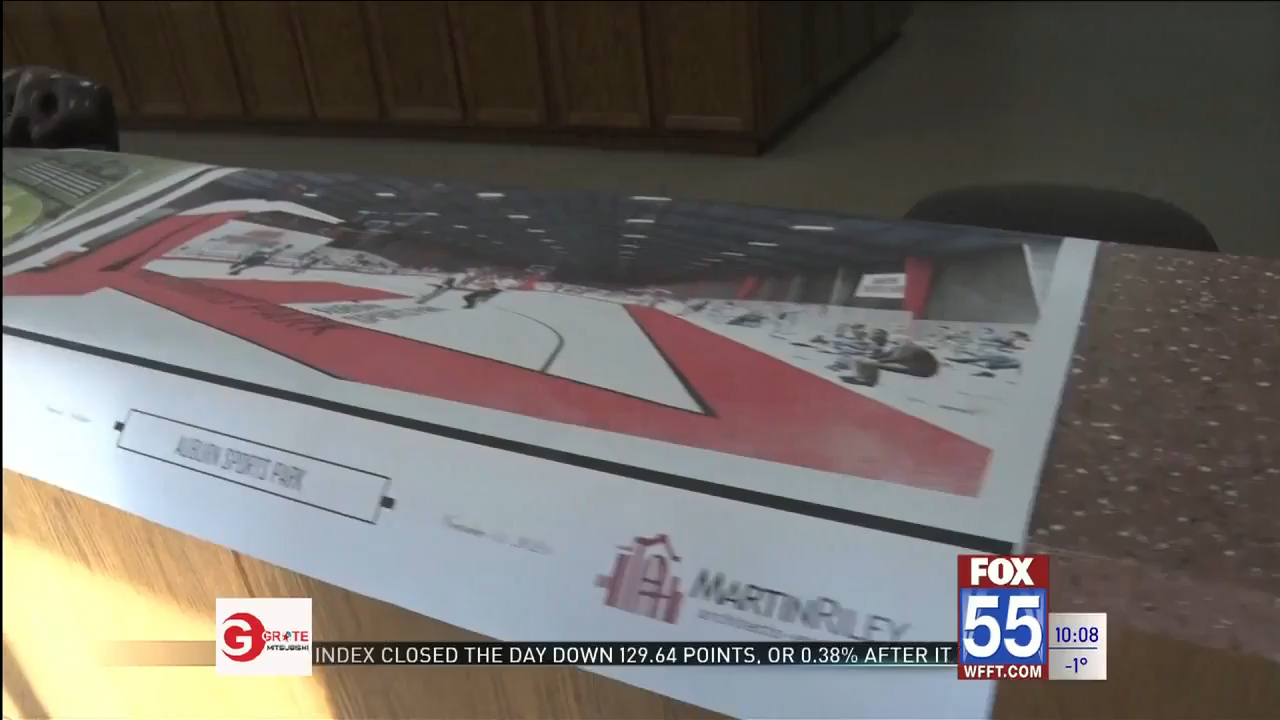 AUBURN SPORTS PARK
MARTINRILEY
FOX
55
WFFT.COM
10:08
-1°
G GROTE
MITSUBISHI
INDEX CLOSED THE DAY DOWN 129.64 POINTS, OR 0.38% AFTER IT